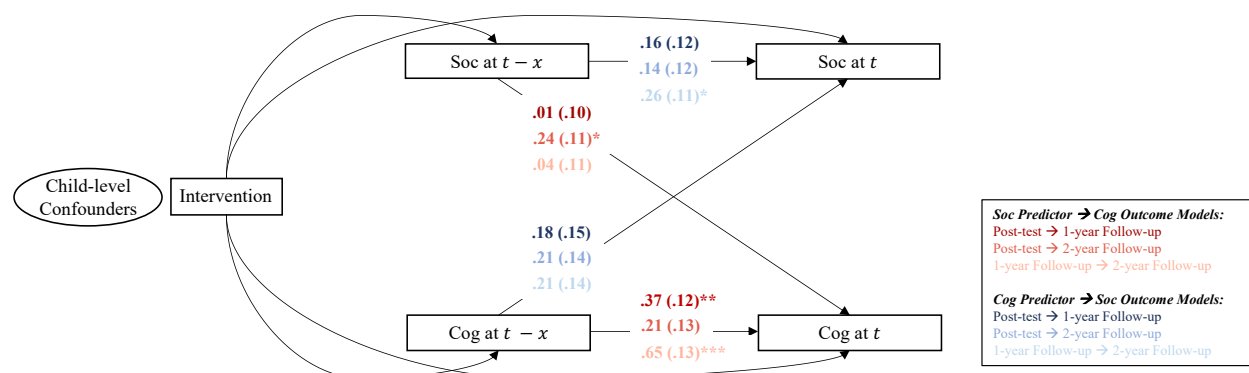 .16 (.12)
Soc at t − x
Soc at t
.14 (.12)
.26 (.11)*
.01 (.10)
.24 (.11)*
.04 (.11)
Child-level
Confounders
Intervention
.18 (.15)
.21 (.14)
.21 (.14)
.37 (.12)**
Cog at t − x
.21 (.13)
Cog at t
.65 (.13)***
Soc Predictor → Cog Outcome Models:
Post-test → 1-year Follow-up
Post-test → 2-year Follow-up
1-year Follow-up → 2-year Follow-up
Cog Predictor → Soc Outcome Models:
Post-test → 1-year Follow-up
Post-test → 2-year Follow-up
1-year Follow-up → 2-year Follow-up